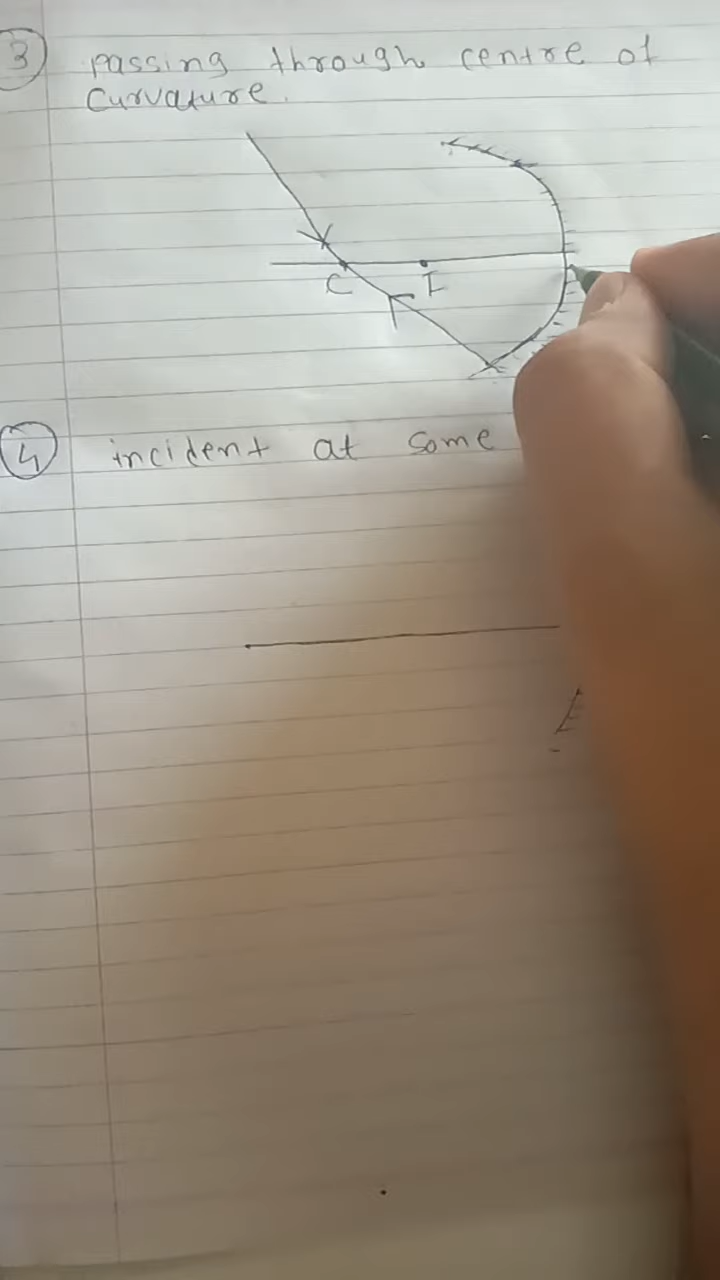 3 passing through centre of
curvature.
C F
4 incident at some